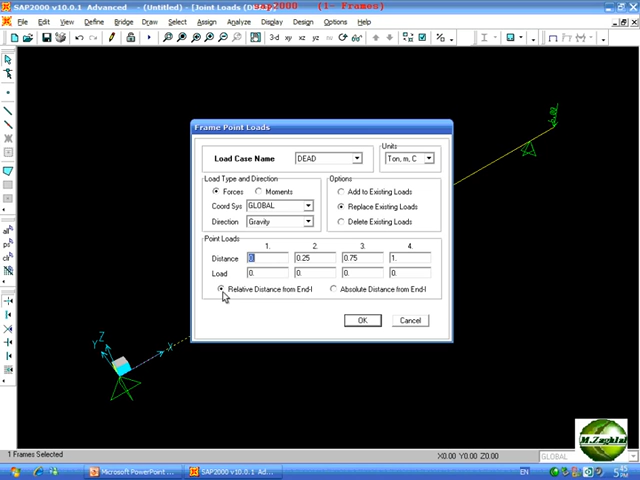 SAP2000 v10.0.1 Advanced - (Untitled) - [Joint Loads (D
sap2000 (I- Frames)
File Edit View Define Bridge Draw Select Assign Analyze Display Design Options Help
3-d xy xz yz nv
Frame Point Loads
Load Case Name DEAD
Units
Ton, m, C
Load Type and Direction
Forces Moments
Coord Sys GLOBAL
Direction Gravity
Options
Add to Existing Loads
Replace Existing Loads
Delete Existing Loads
Point Loads
1. 2. 3. 4.
Distance 0. 0.25 0.75 1.
Load 0. 0. 0. 0.
Relative Distance from End-I Absolute Distance from End-I
OK Cancel
Z
Y
X
all
M.Zaghlal
1 Frames Selected X0.00 Y0.00 Z0.00 GLOBAL
Microsoft PowerPoint ... SAP2000 v10.0.1 Ad... EN 5:45 PM